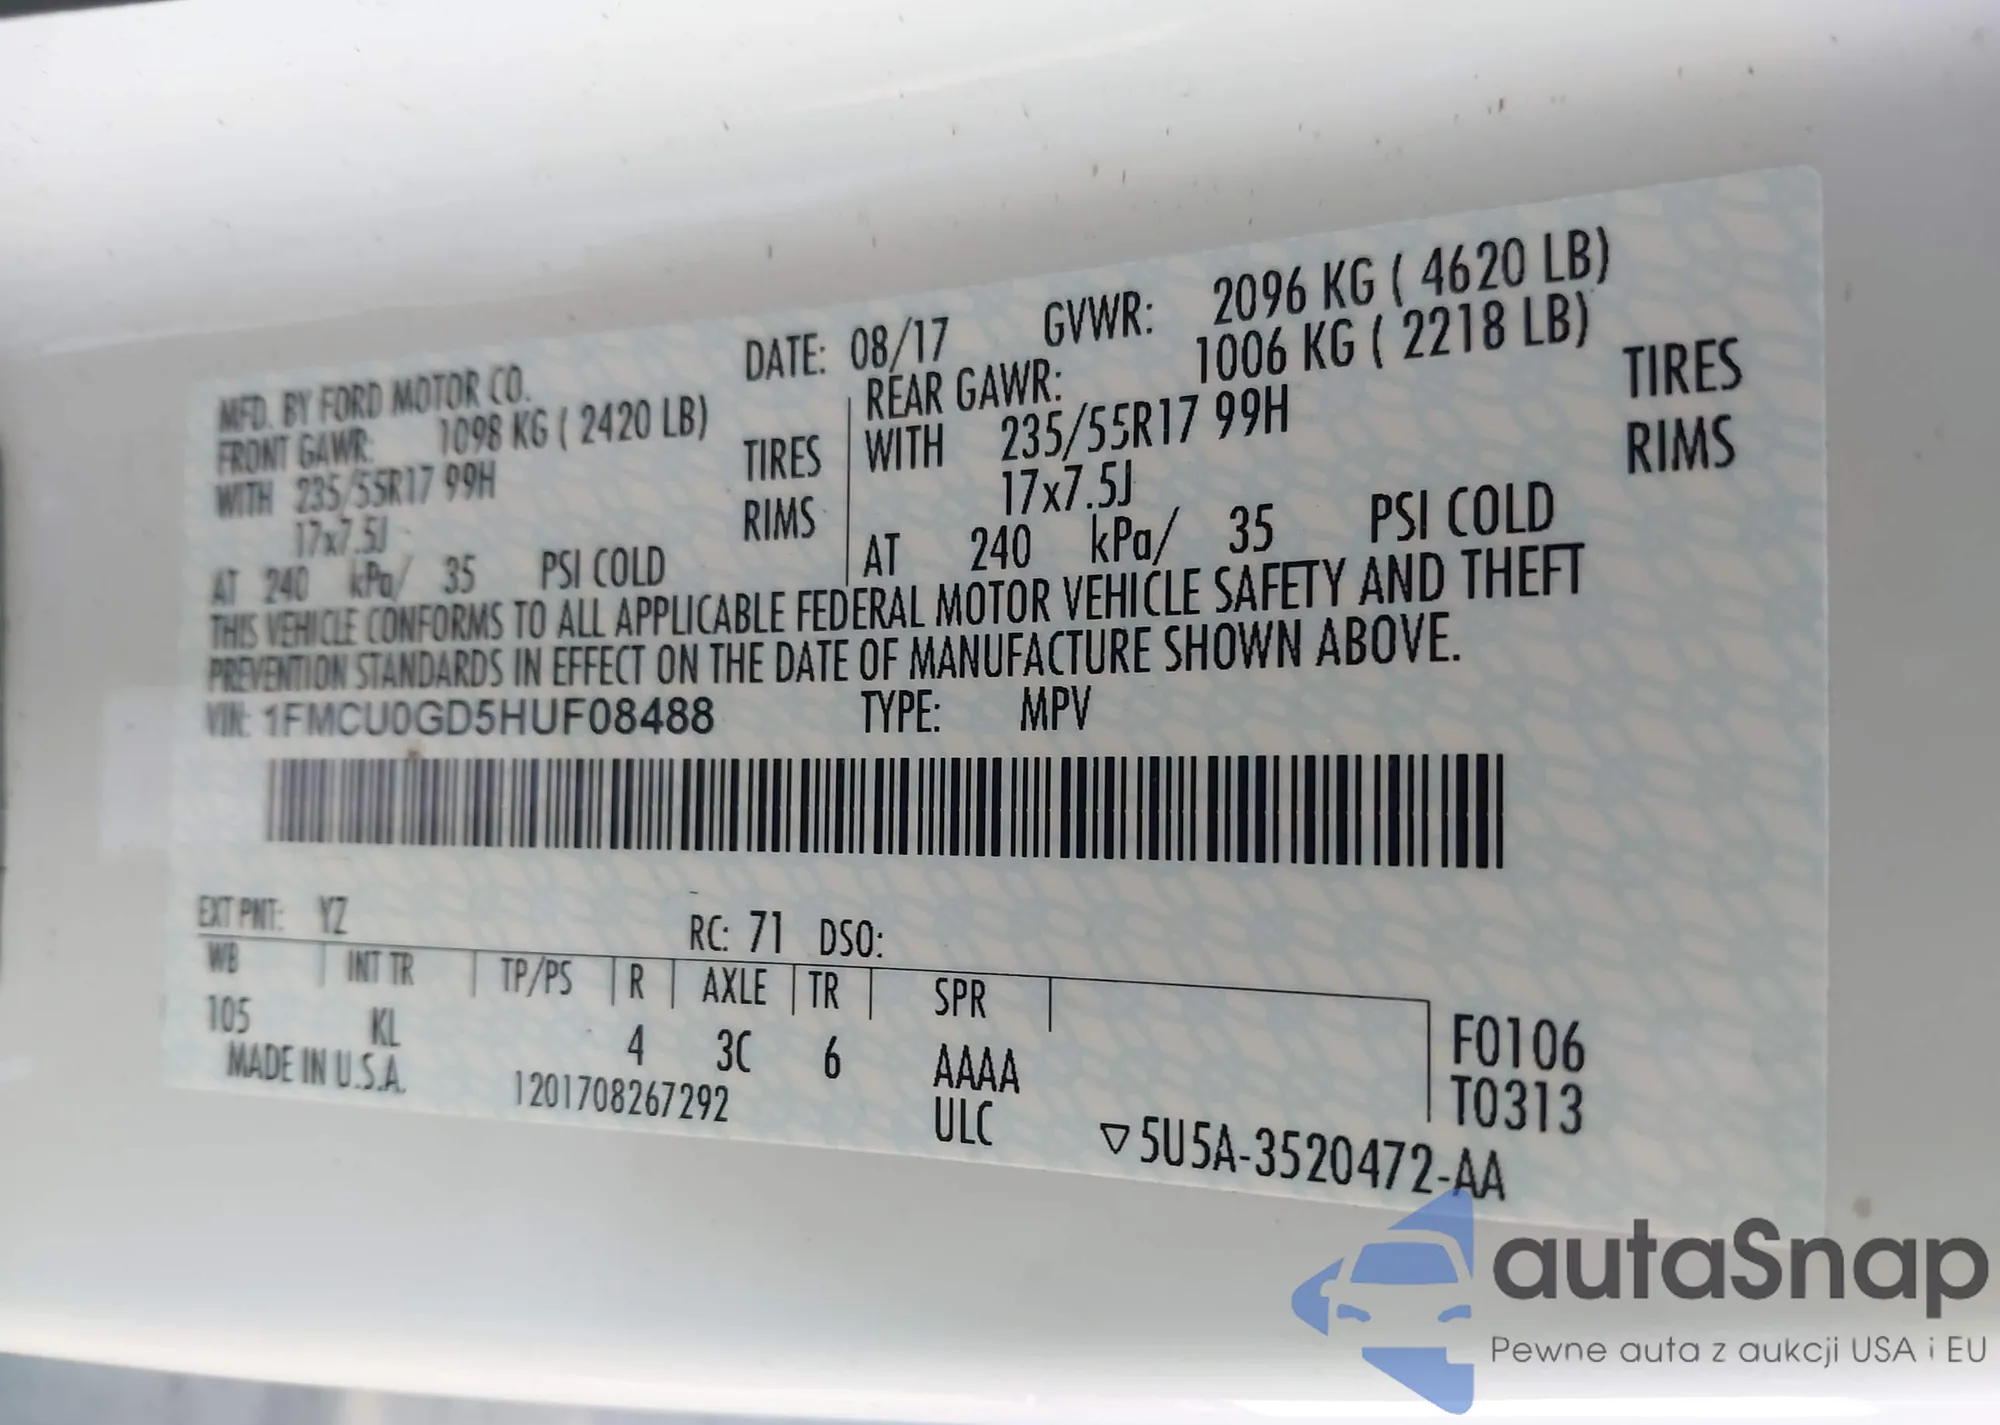 MFD. BY FORD MOTOR CO. DATE: 08/17 GVWR: 2096 KG ( 4620 LB)
FRONT GAWR: 1098 KG ( 2420 LB) REAR GAWR: 1006 KG ( 2218 LB)
WITH 235/55R17 99H TIRES WITH 235/55R17 99H TIRES
17x7.5J RIMS 17x7.5J RIMS
AT 240 kPa/ 35 PSI COLD AT 240 kPa/ 35 PSI COLD
THIS VEHICLE CONFORMS TO ALL APPLICABLE FEDERAL MOTOR VEHICLE SAFETY AND THEFT
PREVENTION STANDARDS IN EFFECT ON THE DATE OF MANUFACTURE SHOWN ABOVE.
VIN: 1FMCU0GD5HUF08488 TYPE: MPV
EXT PNT: YZ RC: 71 DSO:
WB INT TR TP/PS R AXLE TR SPR
105 KL 4 3C 6 AAAA F0106
MADE IN U.S.A. 1201708267292 ULC T0313
▽5U5A-3520472-AA
autaSnap
Pewne auta z aukcji USA i EU